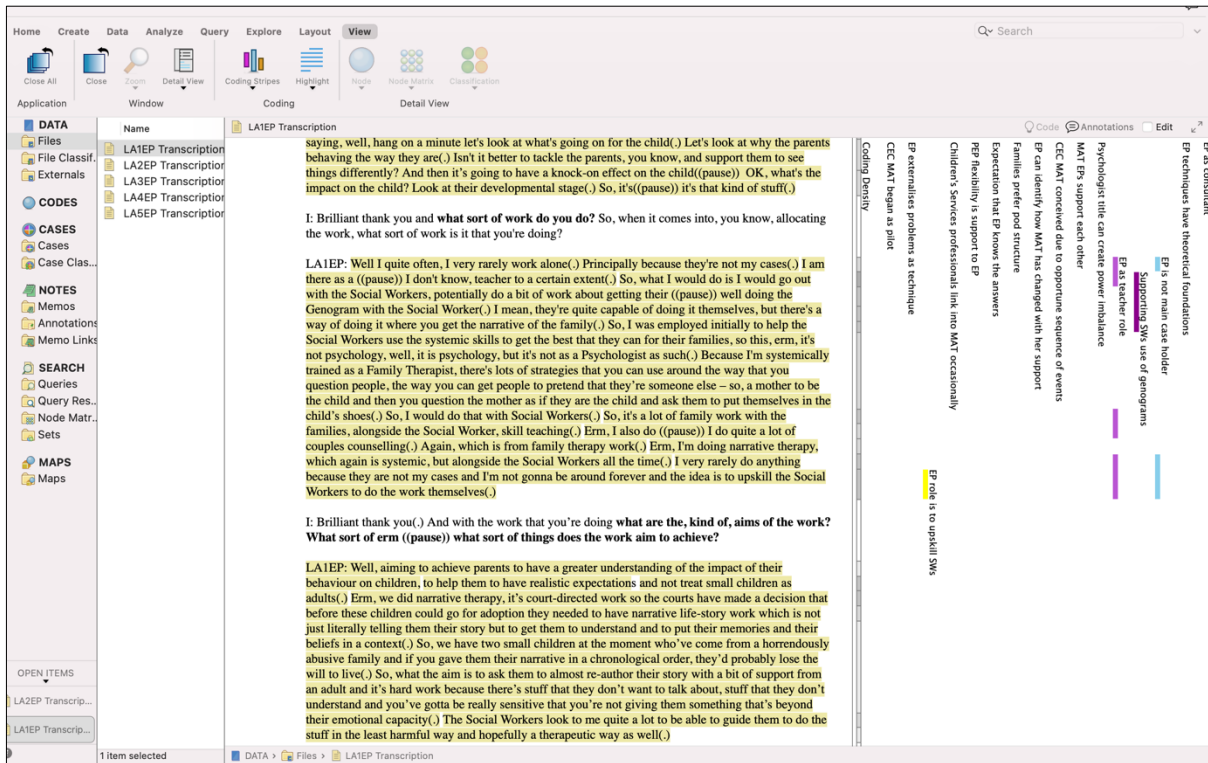 Home Create Data Analyze Query Explore Layout View
Search
Close All Close Zoom Detail View Coding Stripes Highlight Node Node Matrix Classification
Application Window Coding Detail View
DATA
Files
File Classif.
Externals
CODES
CASES
Cases
Case Clas...
NOTES
Memos
Annotations
Memo Links
SEARCH
Queries
Query Res...
Node Matr..
Sets
MAPS
Maps
OPEN ITEMS
LA2EP Transcrip...
LA1EP Transcrip...
Name
LA1EP Transcription
LA2EP Transcription
LA3EP Transcription
LA4EP Transcription
LA5EP Transcription
1 item selected
LA1EP Transcription
Code Annotations Edit
saying, well, hang on a minute let's look at what's going on for the child(.) Let's look at why the parents
behaving the way they are(.) Isn't it better to tackle the parents, you know, and support them to see
things differently? And then it's going to have a knock-on effect on the child((pause)) OK, what's the
impact on the child? Look at their developmental stage(.) So, it's((pause)) it's that kind of stuff(.)
I: Brilliant thank you and what sort of work do you do? So, when it comes into, you know, allocating
the work, what sort of work is it that you're doing?
LA1EP: Well I quite often, I very rarely work alone(.) Principally because they're not my cases(.) I am
there as a ((pause)) I don't know, teacher to a certain extent(.) So, what I would do is I would go out
with the Social Workers, potentially do a bit of work about getting their ((pause)) well doing the
Genogram with the Social Worker(.) I mean, they're quite capable of doing it themselves, but there's a
way of doing it where you get the narrative of the family(.) So, I was employed initially to help the
Social Workers use the systemic skills to get the best that they can for their families, so this, erm, it's
not psychology, well, it is psychology, but it's not as a Psychologist as such(.) Because I'm systemically
trained as a Family Therapist, there's lots of strategies that you can use around the way that you
question people, the way you can get people to pretend that they're someone else – so, a mother to be
the child and then you question the mother as if they are the child and ask them to put themselves in the
child's shoes(.) So, I would do that with Social Workers(.) So, it's a lot of family work with the
families, alongside the Social Worker, skill teaching(.) Erm, I also do ((pause)) I do quite a lot of
couples counselling(.) Again, which is from family therapy work(.) Erm, I'm doing narrative therapy,
which again is systemic, but alongside the Social Workers all the time(.) I very rarely do anything
because they are not my cases and I'm not gonna be around forever and the idea is to upskill the Social
Workers to do the work themselves(.)
I: Brilliant thank you(.) And with the work that you're doing what are the, kind of, aims of the work?
What sort of erm ((pause)) what sort of things does the work aim to achieve?
LA1EP: Well, aiming to achieve parents to have a greater understanding of the impact of their
behaviour on children, to help them to have realistic expectations and not treat small children as
adults(.) Erm, we did narrative therapy, it's court-directed work so the courts have made a decision that
before these children could go for adoption they needed to have narrative life-story work which is not
just literally telling them their story but to get them to understand and to put their memories and their
beliefs in a context(.) So, we have two small children at the moment who've come from a horrendously
abusive family and if you gave them their narrative in a chronological order, they'd probably lose the
will to live(.) So, what the aim is to ask them to almost re-author their story with a bit of support from
an adult and it's hard work because there's stuff that they don't want to talk about, stuff that they don't
understand and you've gotta be really sensitive that you're not giving them something that's beyond
their emotional capacity(.) The Social Workers look to me quite a lot to be able to guide them to do the
stuff in the least harmful way and hopefully a therapeutic way as well(.)
DATA › Files › LA1EP Transcription
Coding Density
CEC MAT began as pilot
EP externalises problems as technique
EP role is to upskill SWs
Children's Services professionals link into MAT occasionally
PEP flexibility is support to EP
Expectation that EP knows the answers
Families prefer pod structure
EP can identify how MAT has changed with her support
CEC MAT conceived due to opportune sequence of events
MAT EPs support each other
Psychologist title can create power imbalance
EP as teacher role
Supporting SWs use of genograms
EP is not main case holder
EP techniques have theoretical foundations
EP as consultant